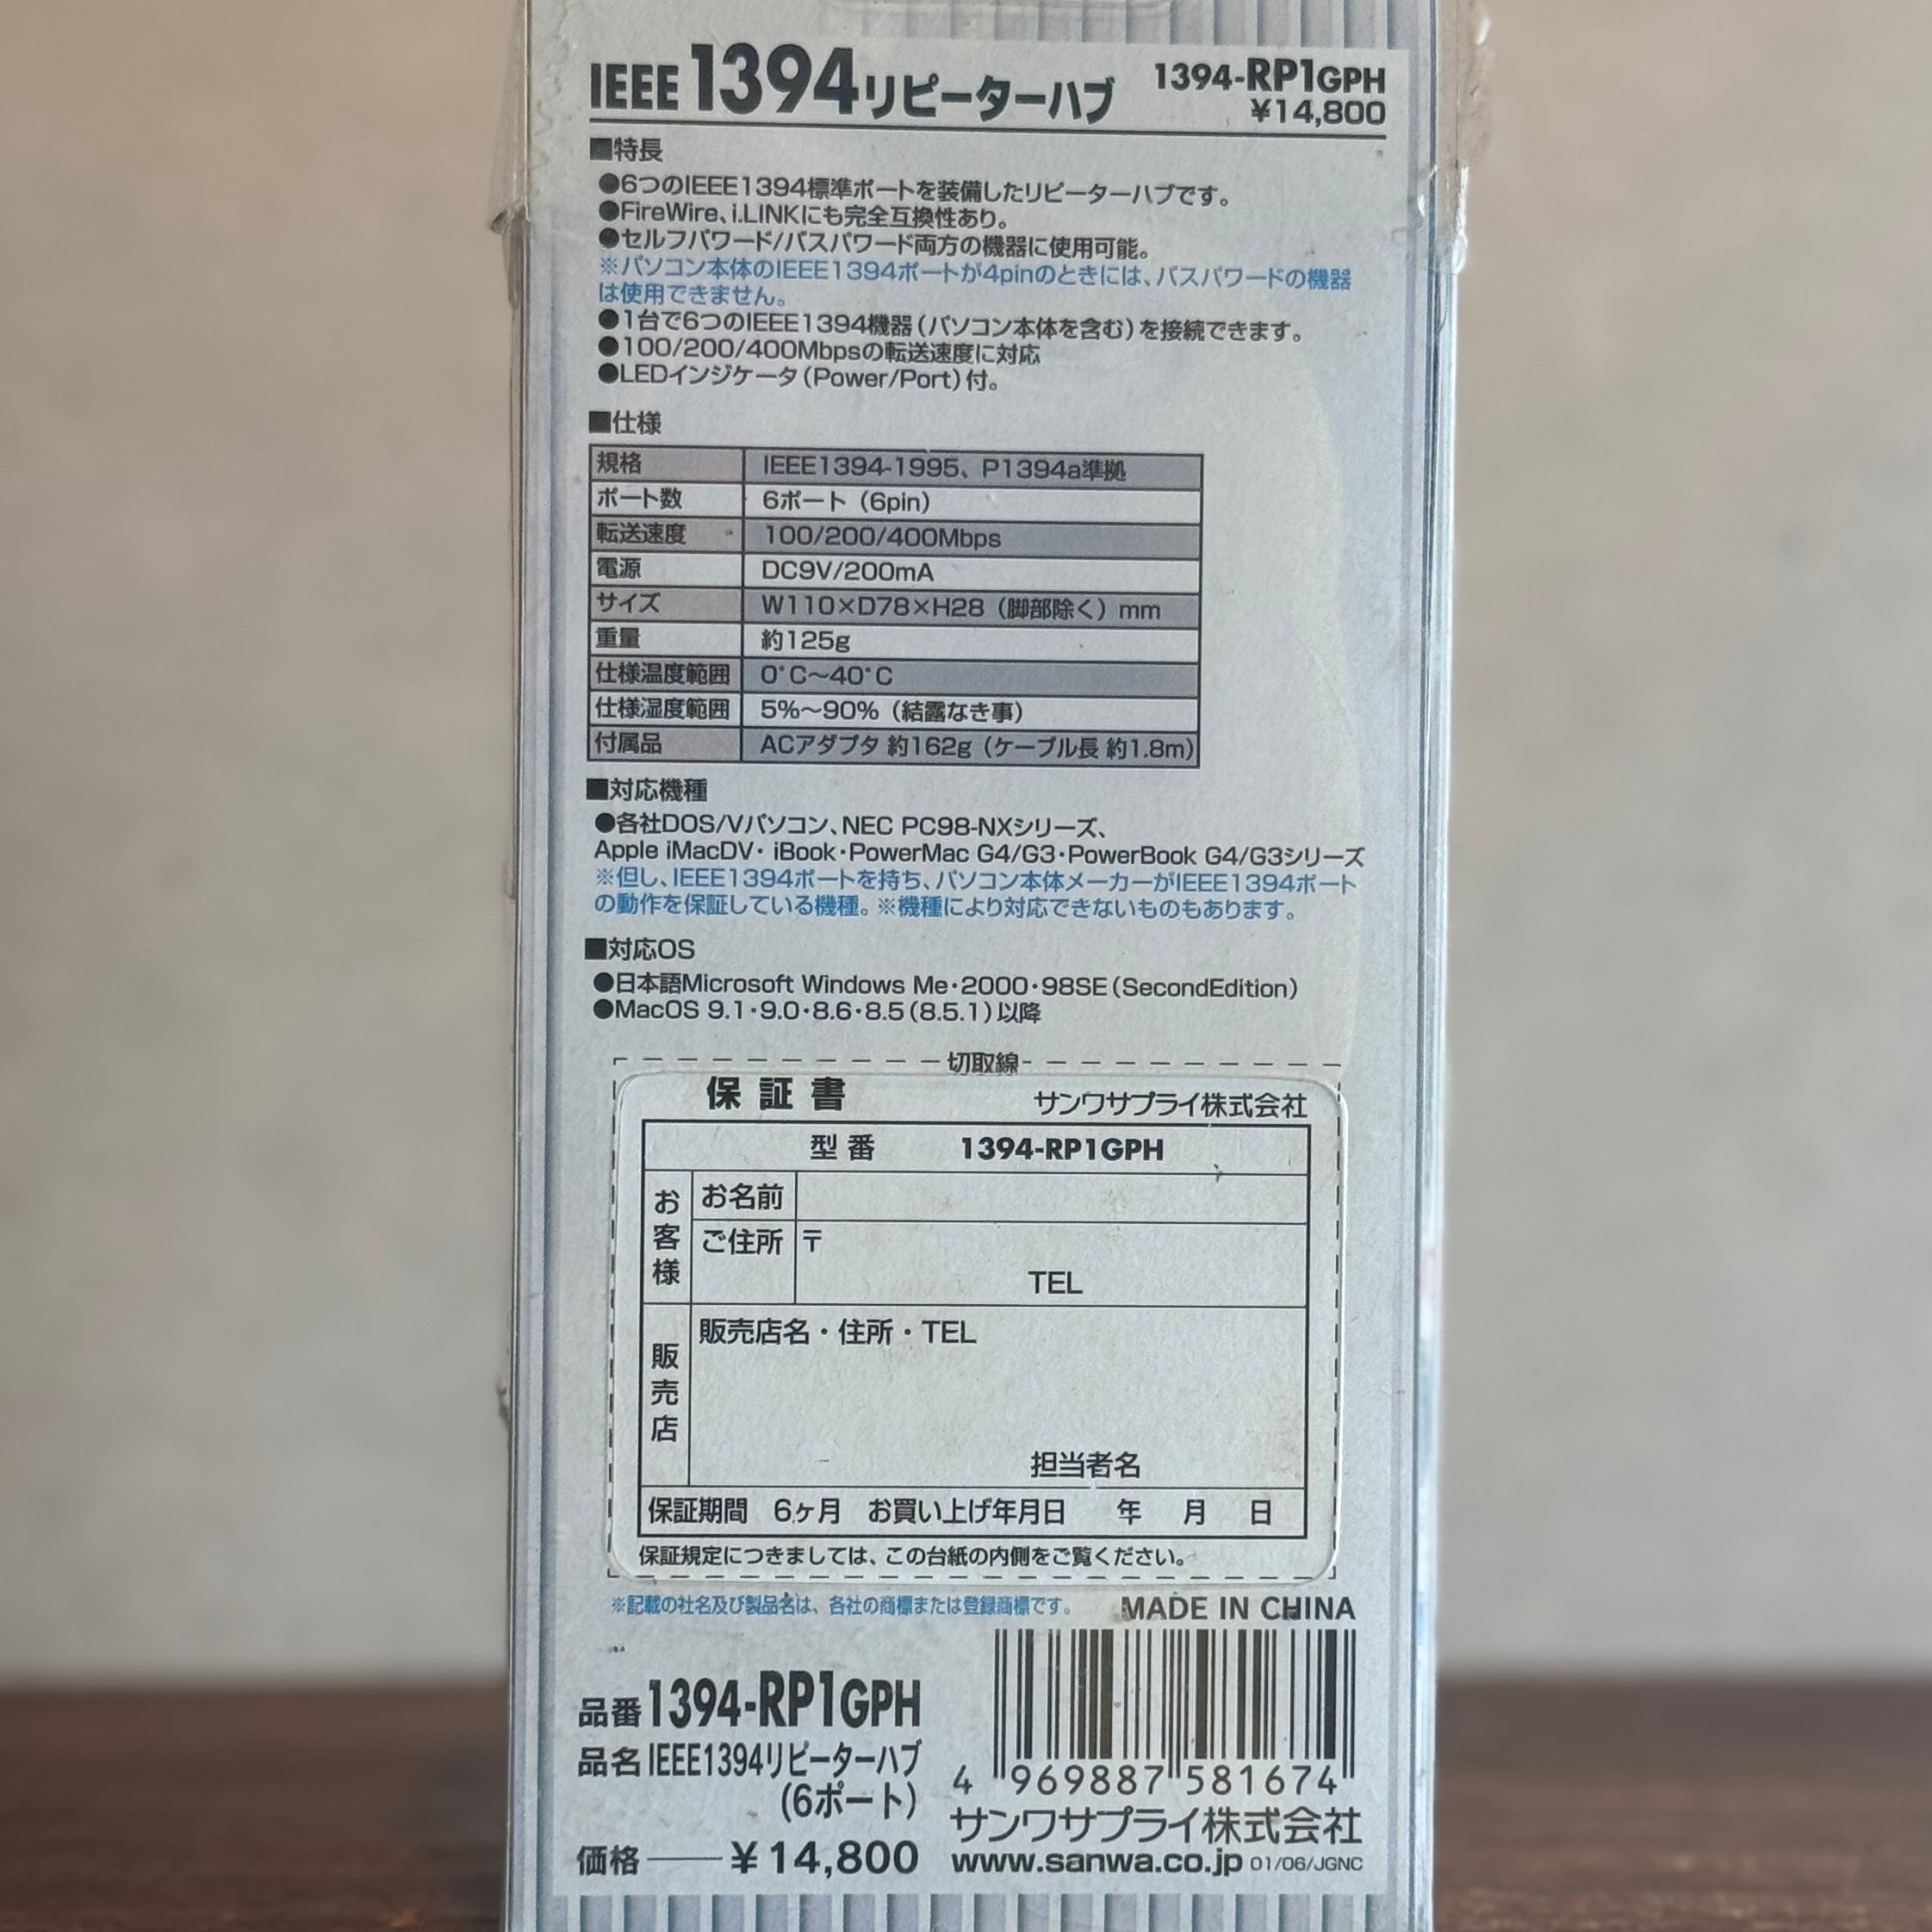 IEEE 1394リピーターハブ 1394-RP1GPH
¥14,800
■特長
●6つのIEEE1394標準ポートを装備したリピーターハブです。
●FireWire、i.LINKにも完全互換性あり。
●セルフパワード/バスパワード両方の機器に使用可能。
※パソコン本体のIEEE1394ポートが4pinのときには、バスパワードの機器
は使用できません。
●1台で6つのIEEE1394機器(パソコン本体を含む)を接続できます。
●100/200/400Mbpsの転送速度に対応
●LEDインジケータ(Power/Port)付。
■仕様
規格 IEEE1394-1995、P1394a準拠
ポート数 6ポート（6pin）
転送速度 100/200/400Mbps
電源 DC9V/200mA
サイズ W110×D78×H28（脚部除く）mm
重量 約125g
仕様温度範囲 0°C～40°C
仕様湿度範囲 5%～90%（結露なき事）
付属品 ACアダプタ 約162g（ケーブル長 約1.8m）
■対応機種
●各社DOS/Vパソコン、NEC PC98-NXシリーズ、
Apple iMacDV・iBook・PowerMac G4/G3・PowerBook G4/G3シリーズ
※但し、IEEE1394ポートを持ち、パソコン本体メーカーがIEEE1394ポート
の動作を保証している機種。※機種により対応できないものもあります。
■対応OS
●日本語Microsoft Windows Me・2000・98SE(SecondEdition)
●MacOS 9.1・9.0・8.6・8.5(8.5.1)以降
切取線
保証書 サンワサプライ株式会社
型番 1394-RP1GPH
お客様
お名前
ご住所 〒
TEL
販売店
販売店名・住所・TEL
担当者名
保証期間 6ヶ月 お買い上げ年月日 年 月 日
保証規定につきましては、この台紙の内側をご覧ください。
※記載の社名及び製品名は、各社の商標または登録商標です。 MADE IN CHINA
品番 1394-RP1GPH
品名 IEEE1394リピーターハブ
(6ポート)
価格 ¥14,800
4 969887 581674
サンワサプライ株式会社
www.sanwa.co.jp 01/06/JGNC